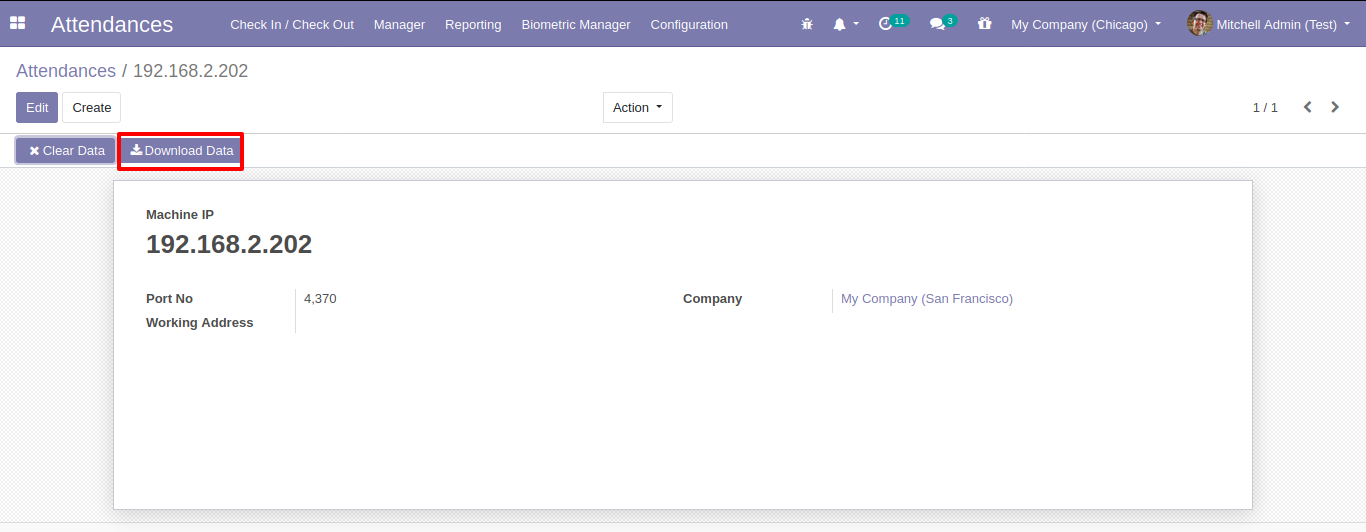 Attendances Check In / Check Out Manager Reporting Biometric Manager Configuration 11 3 My Company (Chicago) Mitchell Admin (Test)
Attendances / 192.168.2.202
Edit Create Action 1 / 1
Clear Data Download Data
Machine IP
192.168.2.202
Port No 4,370 Company My Company (San Francisco)
Working Address